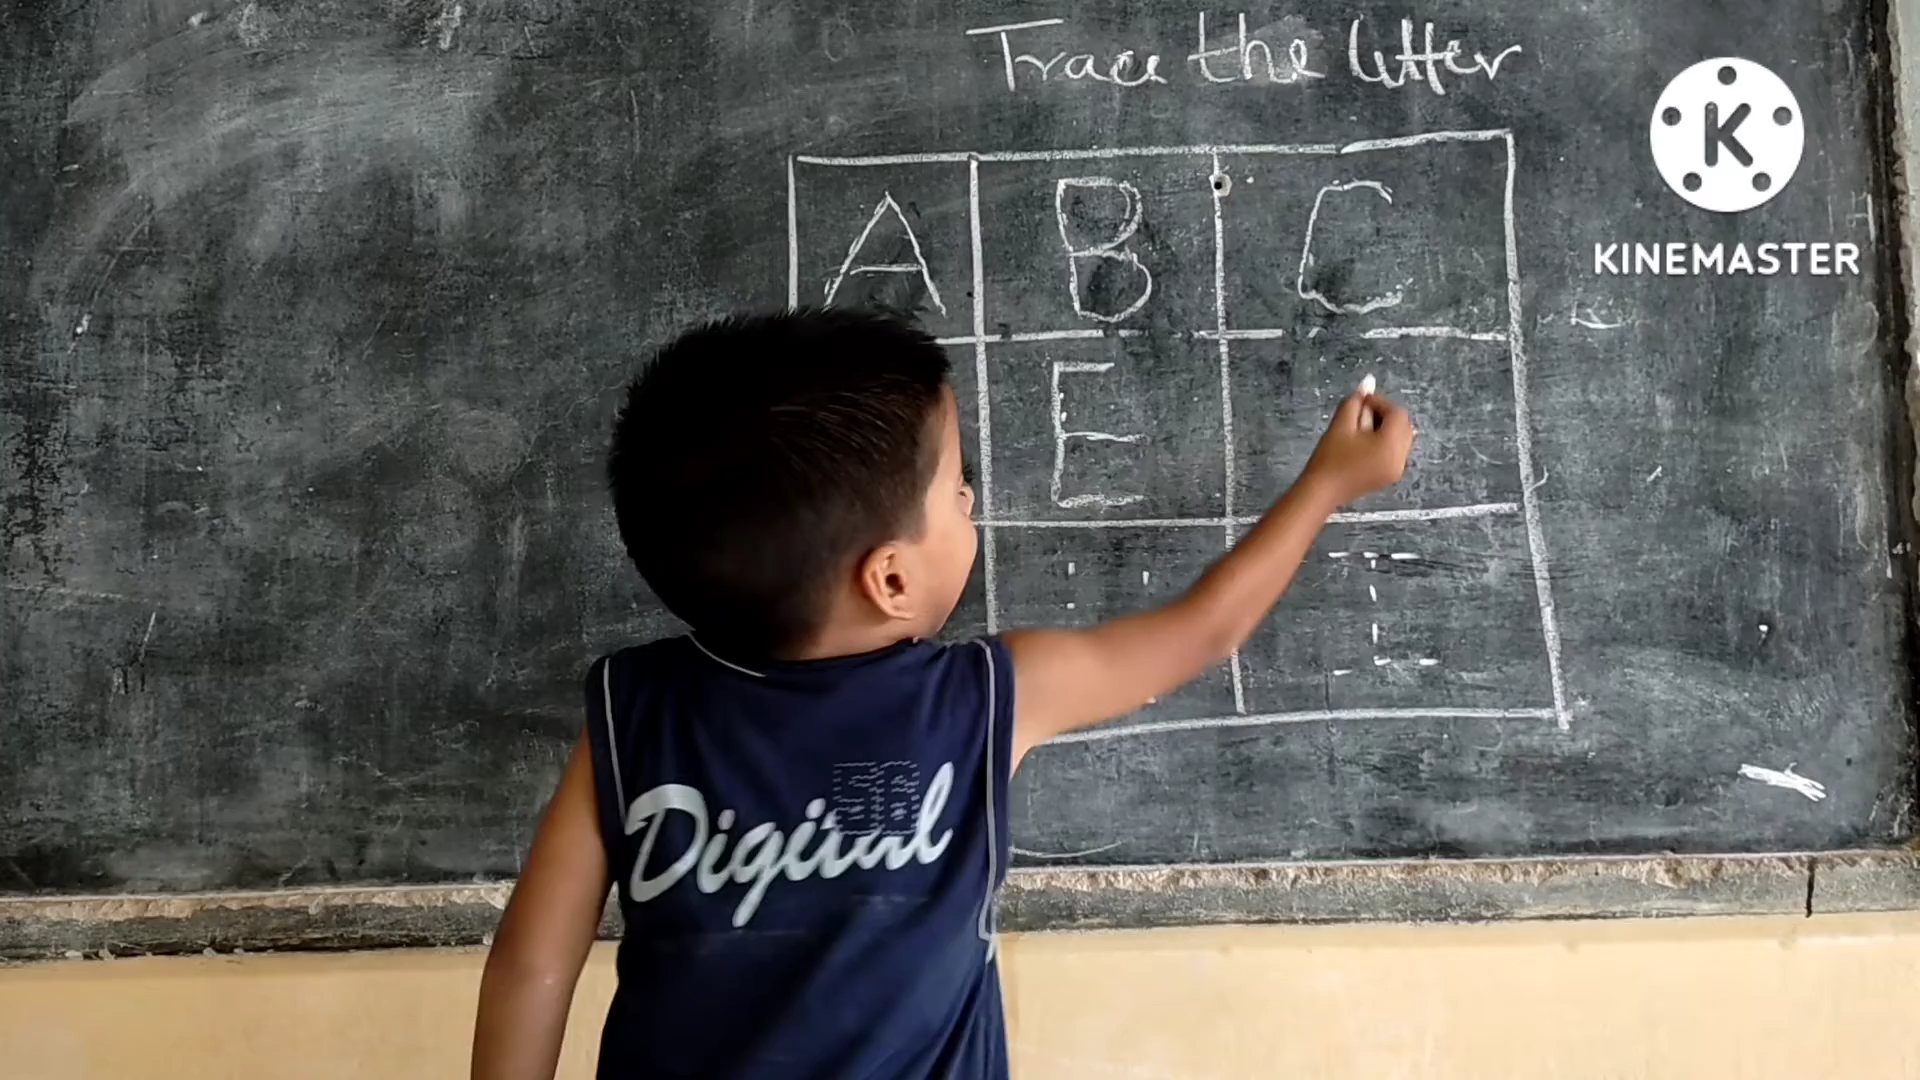 Trace the letter
K
KINEMASTER
A B C
E
I
Digital